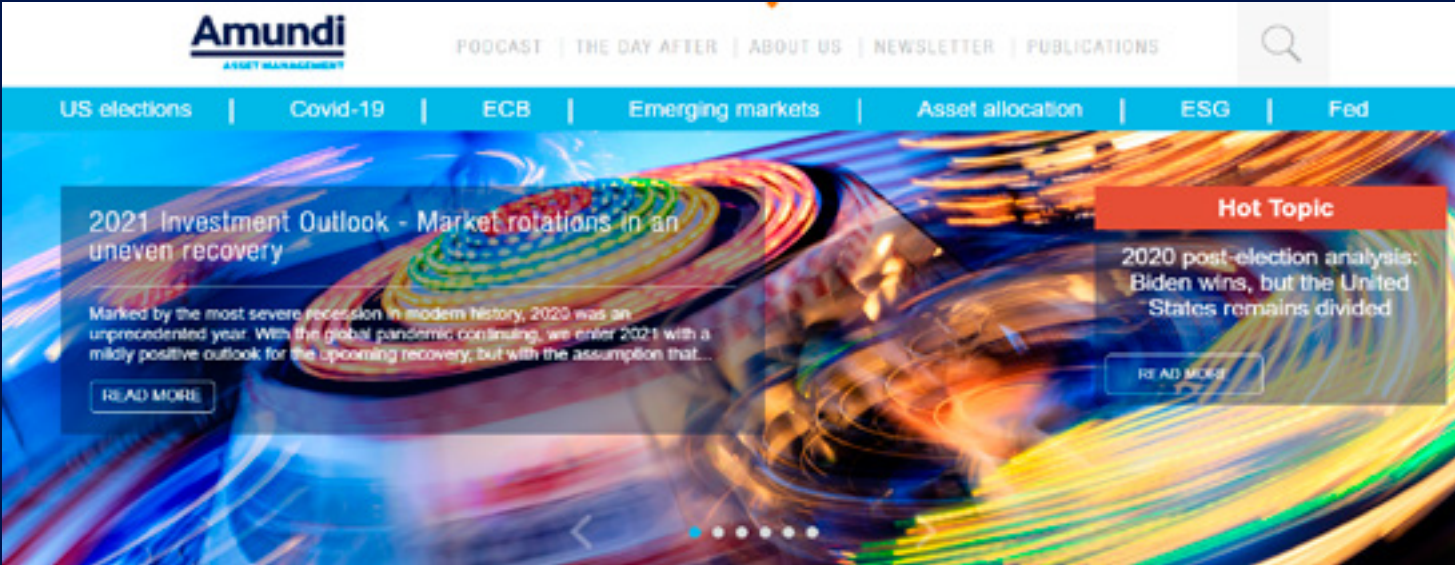 Amundi
ASSET MANAGEMENT
PODCAST | THE DAY AFTER | ABOUT US | NEWSLETTER | PUBLICATIONS
US elections | Covid-19 | ECB | Emerging markets | Asset allocation | ESG | Fed
2021 Investment Outlook - Market rotations in an
uneven recovery
Marked by the most severe recession in modern history, 2020 was an
unprecedented year. With the global pandemic continuing, we enter 2021 with a
mildly positive outlook for the upcoming recovery, but with the assumption that...
READ MORE
Hot Topic
2020 post-election analysis:
Biden wins, but the United
States remains divided
READ MORE